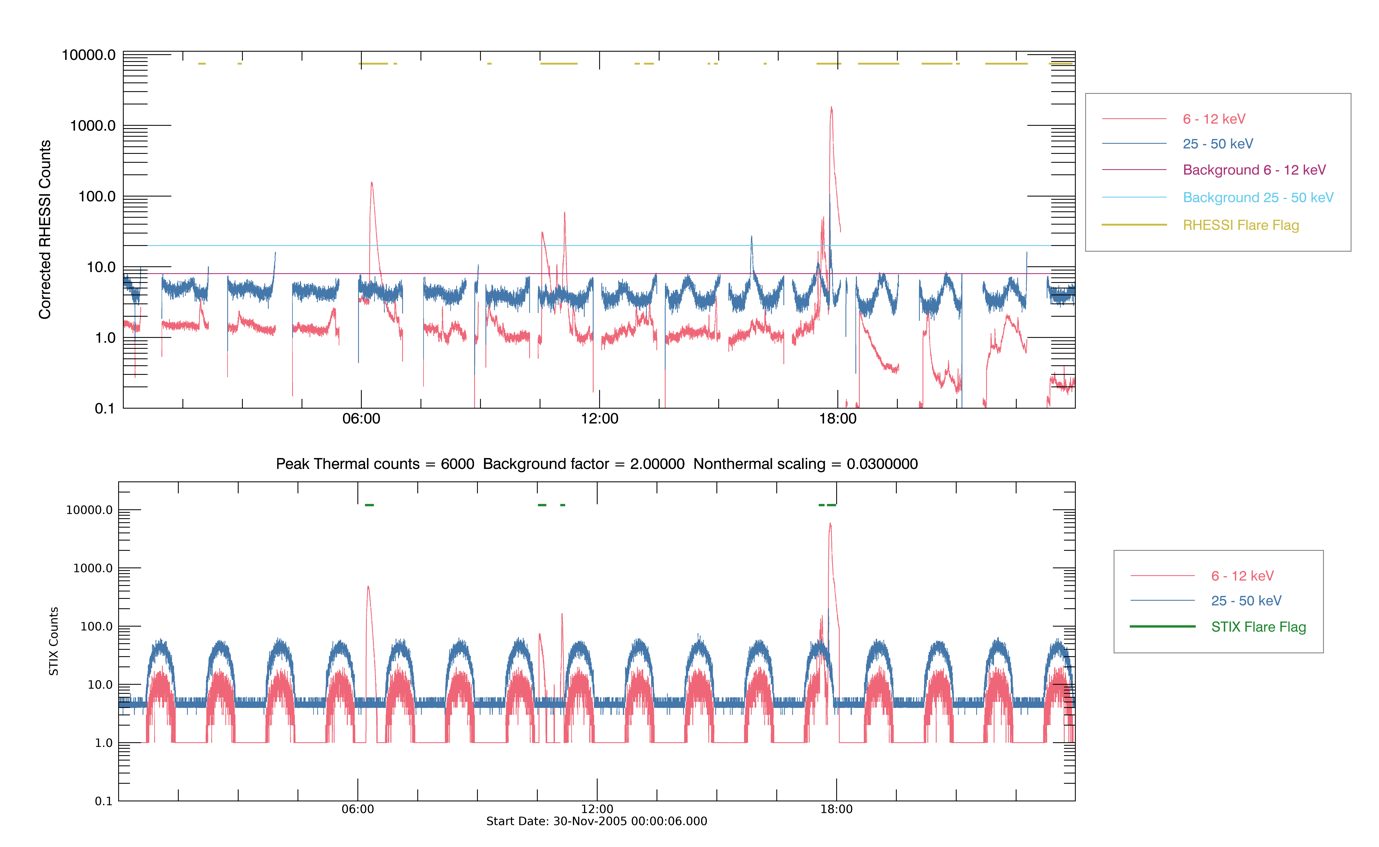 10000.0
1000.0
100.0
10.0
1.0
0.1
Corrected RHESSI Counts
06:00
12:00
18:00
6 - 12 keV
25 - 50 keV
Background 6 - 12 keV
Background 25 - 50 keV
RHESSI Flare Flag
Peak Thermal counts = 6000 Background factor = 2.00000 Nonthermal scaling = 0.0300000
10000.0
1000.0
100.0
10.0
1.0
0.1
STIX Counts
06:00
12:00
18:00
Start Date: 30-Nov-2005 00:00:06.000
6 - 12 keV
25 - 50 keV
STIX Flare Flag